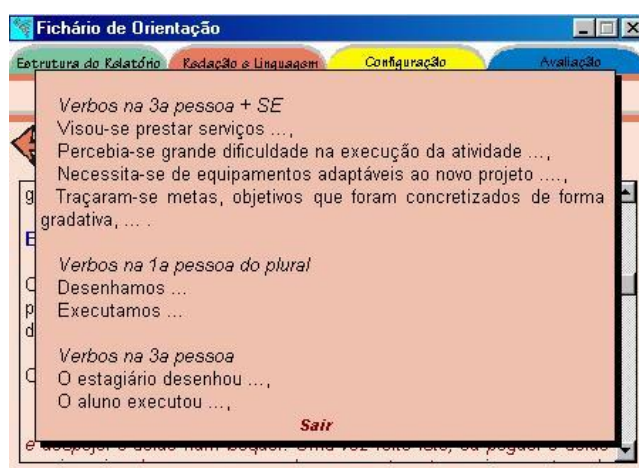 Fichário de Orientação
Estrutura do Relatório Redação e Linguagem Configuração Avaliação
Verbos na 3a pessoa + SE
Visou-se prestar serviços ...,
Percebia-se grande dificuldade na execução da atividade ...,
Necessita-se de equipamentos adaptáveis ao novo projeto ....,
Traçaram-se metas, objetivos que foram concretizados de forma
gradativa, ... .
Verbos na 1a pessoa do plural
Desenhamos ...
Executamos ...
Verbos na 3a pessoa
O estagiário desenhou ...,
O aluno executou ...,
Sair